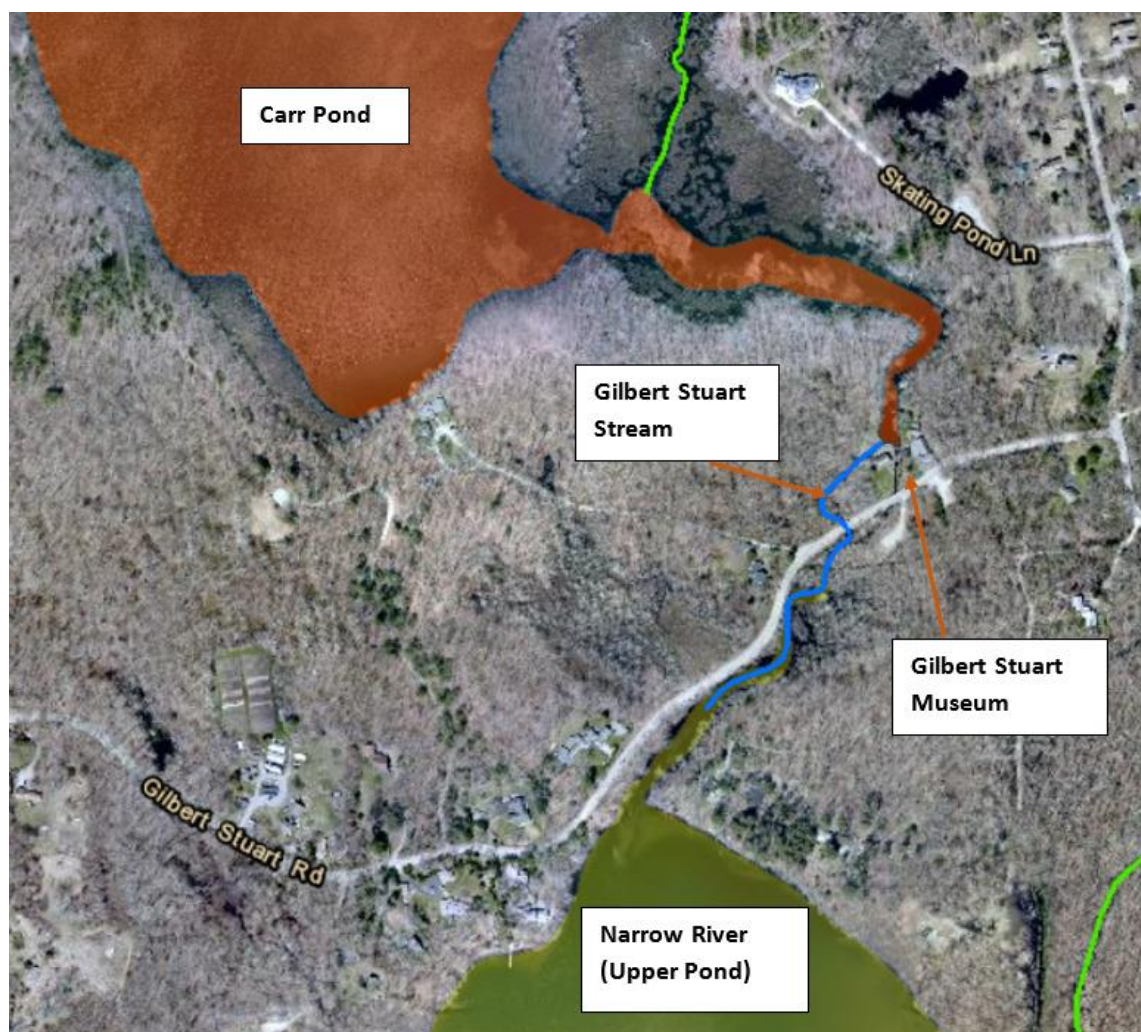 Carr Pond
Skating Pond Ln
Gilbert Stuart
Stream
Gilbert Stuart
Museum
Gilbert Stuart Rd
Narrow River
(Upper Pond)